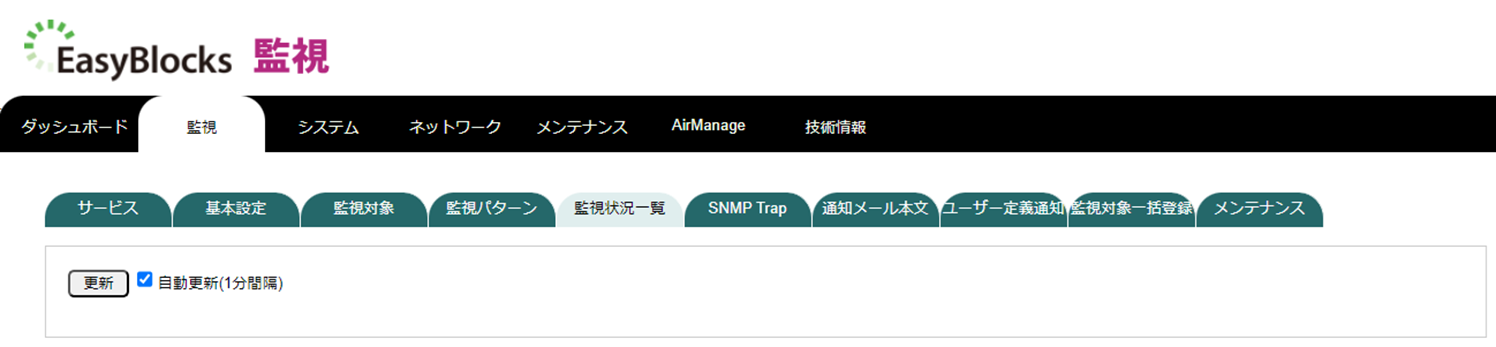 EasyBlocks 監視
ダッシュボード 監視 システム ネットワーク メンテナンス AirManage 技術情報
サービス 基本設定 監視対象 監視パターン 監視状況一覧 SNMP Trap 通知メール本文 ユーザー定義通知 監視対象一括登録 メンテナンス
更新 自動更新(1分間隔)